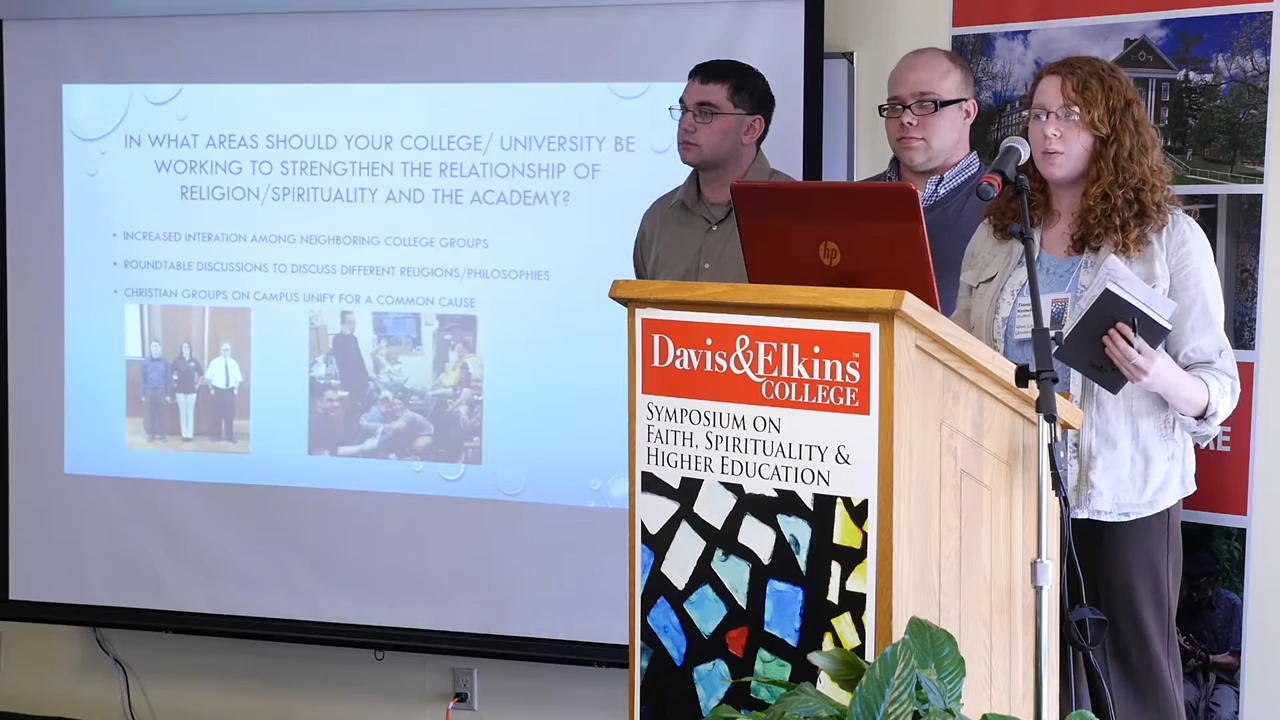 IN WHAT AREAS SHOULD YOUR COLLEGE/ UNIVERSITY BE
WORKING TO STRENGTHEN THE RELATIONSHIP OF
RELIGION/SPIRITUALITY AND THE ACADEMY?
• INCREASED INTERATION AMONG NEIGHBORING COLLEGE GROUPS
• ROUNDTABLE DISCUSSIONS TO DISCUSS DIFFERENT RELIGIONS/PHILOSOPHIES
• CHRISTIAN GROUPS ON CAMPUS UNIFY FOR A COMMON CAUSE
hp
Davis&Elkins™
COLLEGE
SYMPOSIUM ON
FAITH, SPIRITUALITY &
HIGHER EDUCATION